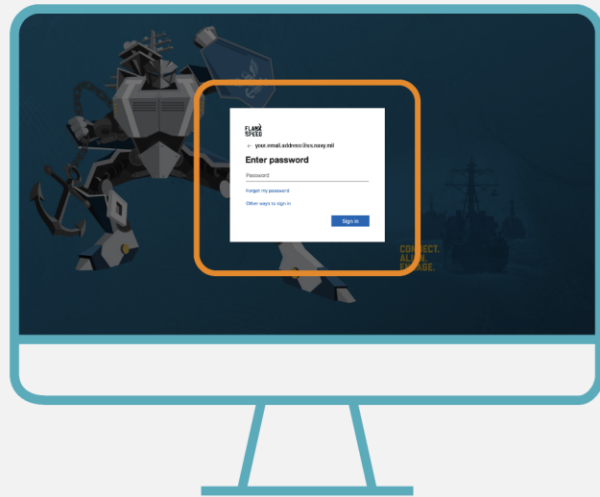 FLANK
SPEED
← your.email.address@us.navy.mil
Enter password
Password
Forgot my password
Other ways to sign in
Sign in
CONNECT.
ALIGN.
ENGAGE.